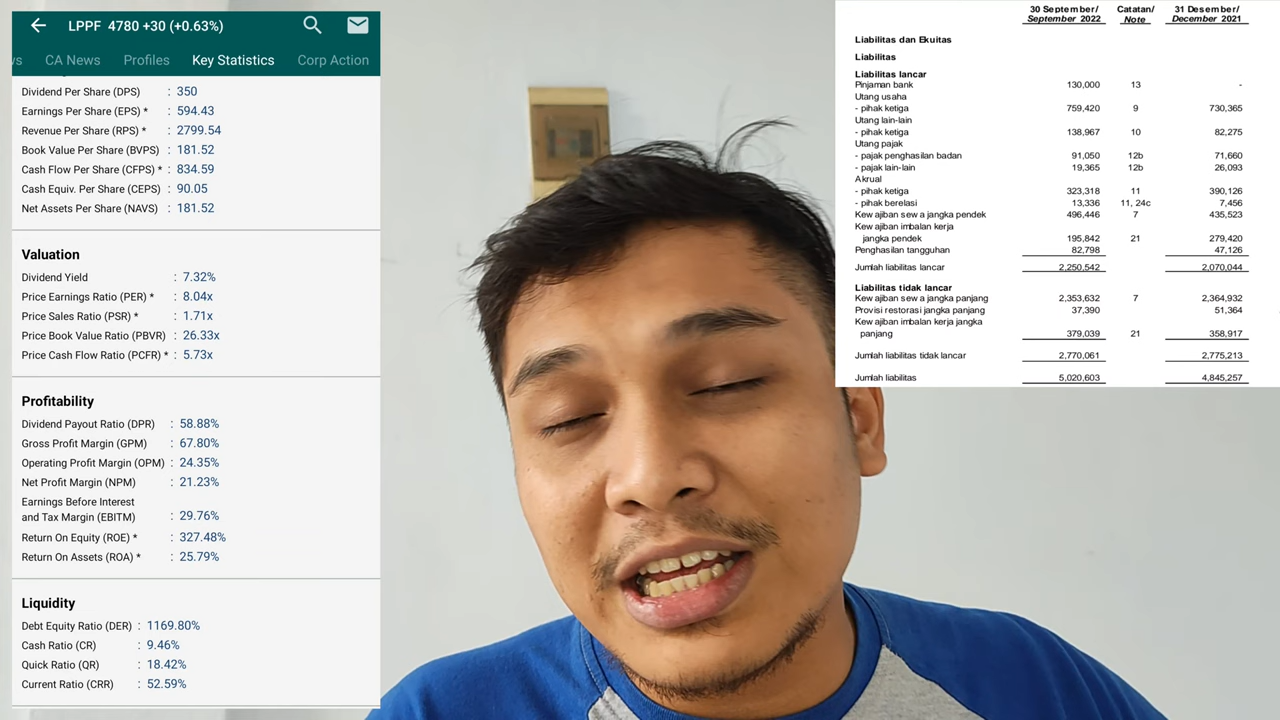 LPPF 4780 +30 (+0.63%)
CA News Profiles Key Statistics Corp Action
Dividend Per Share (DPS) : 350
Earnings Per Share (EPS) * : 594.43
Revenue Per Share (RPS) * : 2799.54
Book Value Per Share (BVPS) : 181.52
Cash Flow Per Share (CFPS) * : 834.59
Cash Equiv. Per Share (CEPS) : 90.05
Net Assets Per Share (NAVS) : 181.52
Valuation
Dividend Yield : 7.32%
Price Earnings Ratio (PER) * : 8.04x
Price Sales Ratio (PSR) * : 1.71x
Price Book Value Ratio (PBVR) : 26.33x
Price Cash Flow Ratio (PCFR) * : 5.73x
Profitability
Dividend Payout Ratio (DPR) : 58.88%
Gross Profit Margin (GPM) : 67.80%
Operating Profit Margin (OPM) : 24.35%
Net Profit Margin (NPM) : 21.23%
Earnings Before Interest
and Tax Margin (EBITM) : 29.76%
Return On Equity (ROE) * : 327.48%
Return On Assets (ROA) * : 25.79%
Liquidity
Debt Equity Ratio (DER) : 1169.80%
Cash Ratio (CR) : 9.46%
Quick Ratio (QR) : 18.42%
Current Ratio (CRR) : 52.59%
30 September/ Catatan/ 31 Desember/
September 2022 Note December 2021
Liabilitas dan Ekuitas
Liabilitas
Liabilitas lancar
Pinjaman bank 130,000 13 -
Utang usaha
- pihak ketiga 759,420 9 730,365
Utang lain-lain
- pihak ketiga 138,967 10 82,275
Utang pajak
- pajak penghasilan badan 91,050 12b 71,660
- pajak lain-lain 19,365 12b 26,093
Akrual
- pihak ketiga 323,318 11 390,126
- pihak berelasi 13,336 11, 24c 7,456
Kewajiban sewa jangka pendek 496,446 7 435,523
Kewajiban imbalan kerja
jangka pendek 195,842 21 279,420
Penghasilan tangguhan 82,798 47,126
Jumlah liabilitas lancar 2,250,542 2,070,044
Liabilitas tidak lancar
Kewajiban sewa jangka panjang 2,353,632 7 2,364,932
Provisi restorasi jangka panjang 37,390 51,364
Kewajiban imbalan kerja jangka
panjang 379,039 21 358,917
Jumlah liabilitas tidak lancar 2,770,061 2,775,213
Jumlah liabilitas 5,020,603 4,845,257